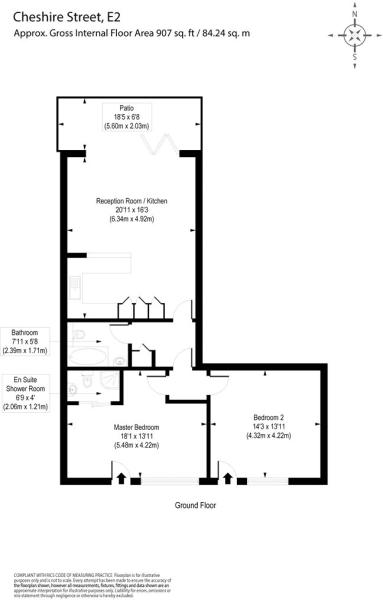 Cheshire Street, E2
Approx. Gross Internal Floor Area 907 sq. ft / 84.24 sq. m
N
S
Patio
18'5 x 6'8
(5.60m x 2.03m)
Reception Room / Kitchen
20'11 x 16'3
(6.34m x 4.92m)
Bathroom
7'11 x 5'8
(2.39m x 1.71m)
En Suite
Shower Room
6'9 x 4'
(2.06m x 1.21m)
Master Bedroom
18'1 x 13'11
(5.48m x 4.22m)
Bedroom 2
14'3 x 13'11
(4.32m x 4.22m)
Ground Floor
COMPLIANT WITH RICS CODE OF MEASURING PRACTICE. Floorplan is for illustrative
purposes only and is not to scale. Every attempt has been made to ensure the accuracy of
the floorplan shown, however all measurements, fixtures, fittings and data shown are an
approximate interpretation for illustrative purposes only. Liability for errors, omissions or
mis-statement through negligence or otherwise is hereby excluded.